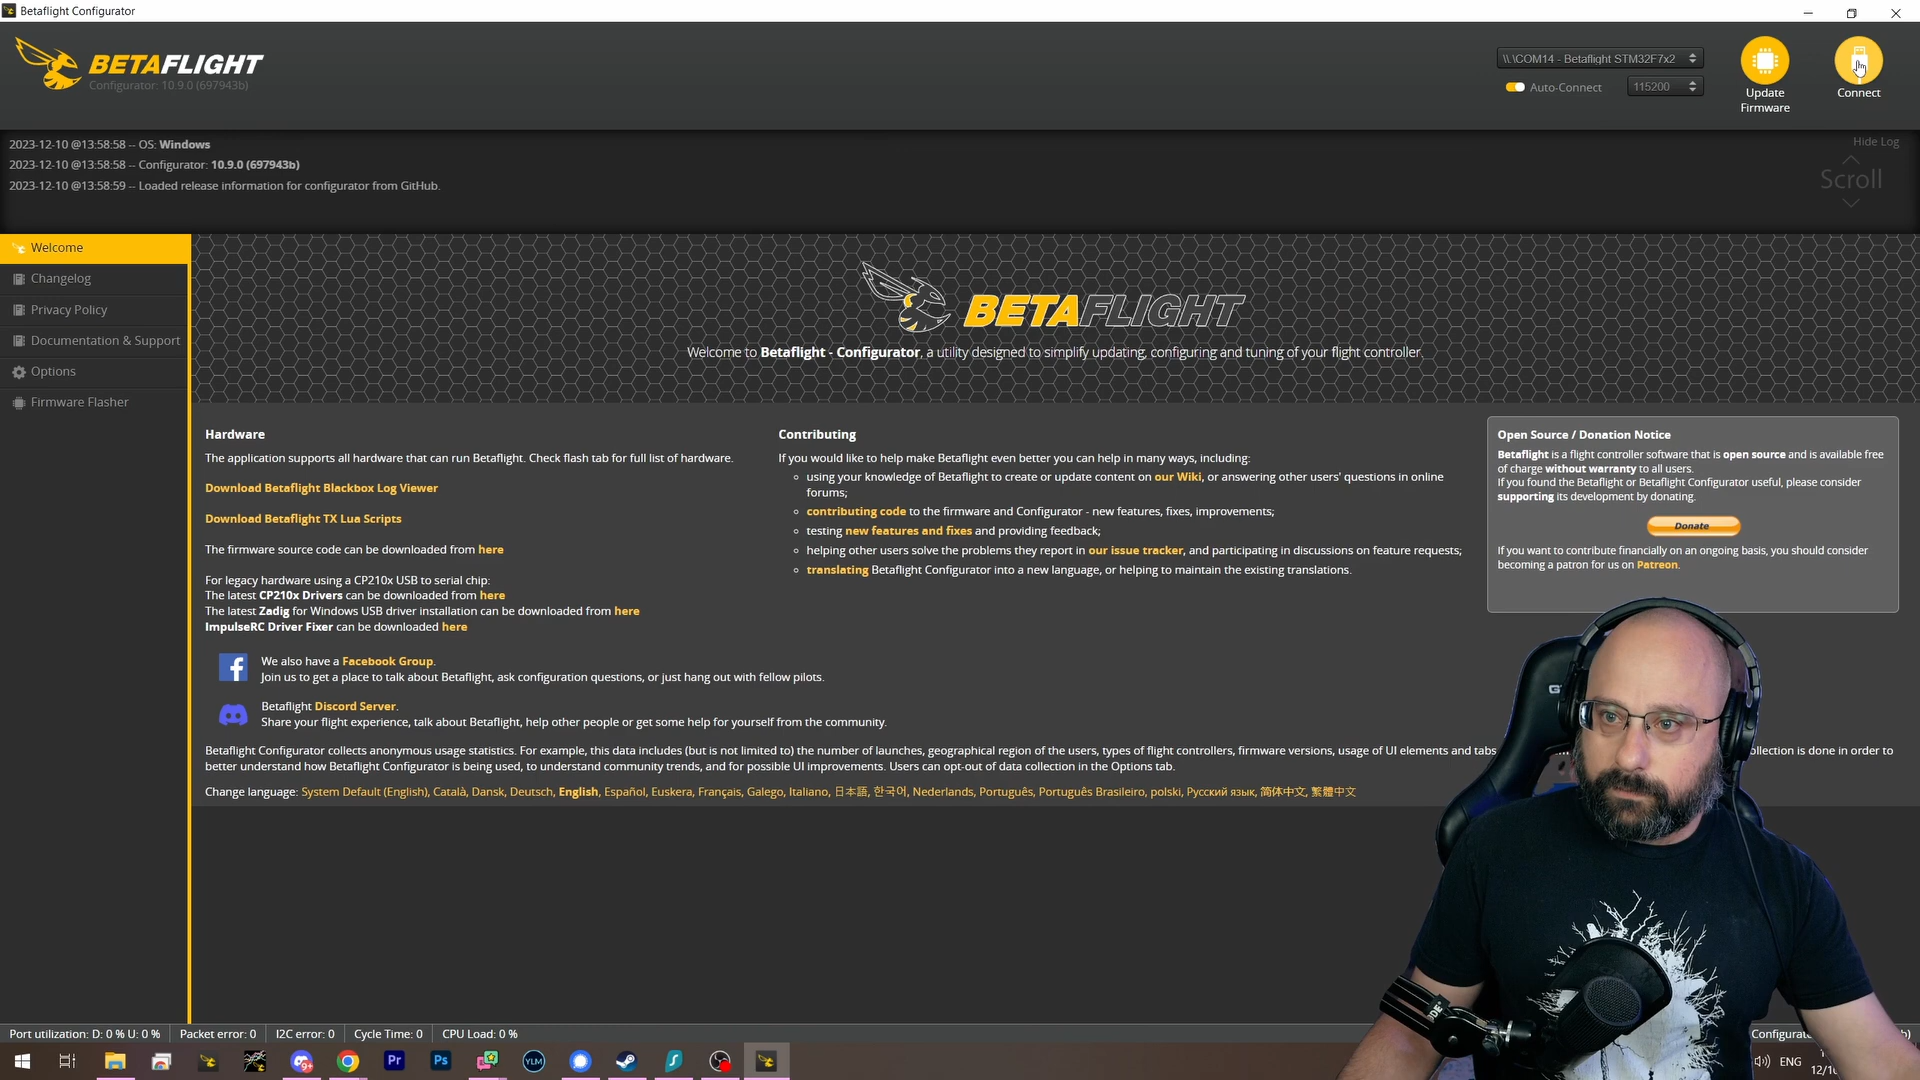 Betaflight Configurator
BETAFLIGHT
Configurator: 10.9.0 (697943b)
\\.\COM14 - Betaflight STM32F7x2
Auto-Connect
115200
Update
Firmware
Connect
2023-12-10 @13:58:58 -- OS: Windows
2023-12-10 @13:58:58 -- Configurator: 10.9.0 (697943b)
2023-12-10 @13:58:59 -- Loaded release information for configurator from GitHub.
Hide Log
Scroll
Welcome
Changelog
Privacy Policy
Documentation & Support
Options
Firmware Flasher
BETAFLIGHT
Welcome to Betaflight - Configurator, a utility designed to simplify updating, configuring and tuning of your flight controller.
Hardware
The application supports all hardware that can run Betaflight. Check flash tab for full list of hardware.
Download Betaflight Blackbox Log Viewer
Download Betaflight TX Lua Scripts
The firmware source code can be downloaded from here
For legacy hardware using a CP210x USB to serial chip:
The latest CP210x Drivers can be downloaded from here
The latest Zadig for Windows USB driver installation can be downloaded from here
ImpulseRC Driver Fixer can be downloaded here
We also have a Facebook Group.
Join us to get a place to talk about Betaflight, ask configuration questions, or just hang out with fellow pilots.
Betaflight Discord Server.
Share your flight experience, talk about Betaflight, help other people or get some help for yourself from the community.
Contributing
If you would like to help make Betaflight even better you can help in many ways, including:
using your knowledge of Betaflight to create or update content on our Wiki, or answering other users' questions in online
forums;
contributing code to the firmware and Configurator - new features, fixes, improvements;
testing new features and fixes and providing feedback;
helping other users solve the problems they report in our issue tracker, and participating in discussions on feature requests;
translating Betaflight Configurator into a new language, or helping to maintain the existing translations.
Open Source / Donation Notice
Betaflight is a flight controller software that is open source and is available free
of charge without warranty to all users.
If you found the Betaflight or Betaflight Configurator useful, please consider
supporting its development by donating.
Donate
If you want to contribute financially on an ongoing basis, you should consider
becoming a patron for us on Patreon.
Betaflight Configurator collects anonymous usage statistics. For example, this data includes (but is not limited to) the number of launches, geographical region of the users, types of flight controllers, firmware versions, usage of UI elements and tabs ollection is done in order to
better understand how Betaflight Configurator is being used, to understand community trends, and for possible UI improvements. Users can opt-out of data collection in the Options tab.
Change language: System Default (English), Català, Dansk, Deutsch, English, Español, Euskera, Français, Galego, Italiano, 日本語, 한국어, Nederlands, Português, Português Brasileiro, polski, Русский язык, 简体中文, 繁體中文
Port utilization: D: 0 % U: 0 %
Packet error: 0
I2C error: 0
Cycle Time: 0
CPU Load: 0 %
Configurato
b)
Pr
Ps
YLM
ENG